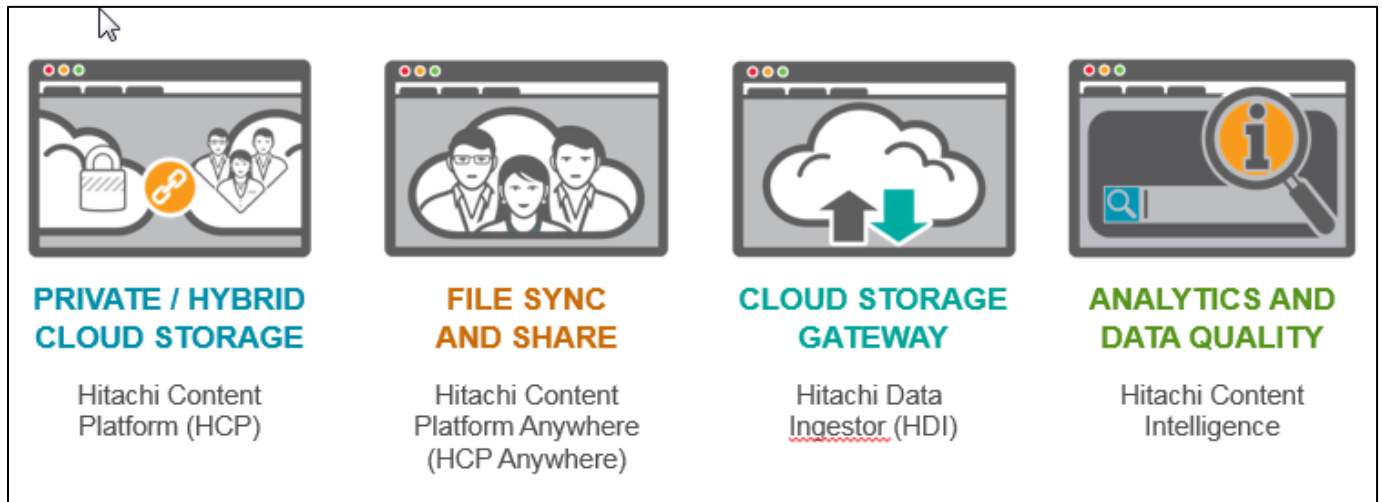 PRIVATE / HYBRID
CLOUD STORAGE
Hitachi Content
Platform (HCP)
FILE SYNC
AND SHARE
Hitachi Content
Platform Anywhere
(HCP Anywhere)
CLOUD STORAGE
GATEWAY
Hitachi Data
Ingestor (HDI)
ANALYTICS AND
DATA QUALITY
Hitachi Content
Intelligence